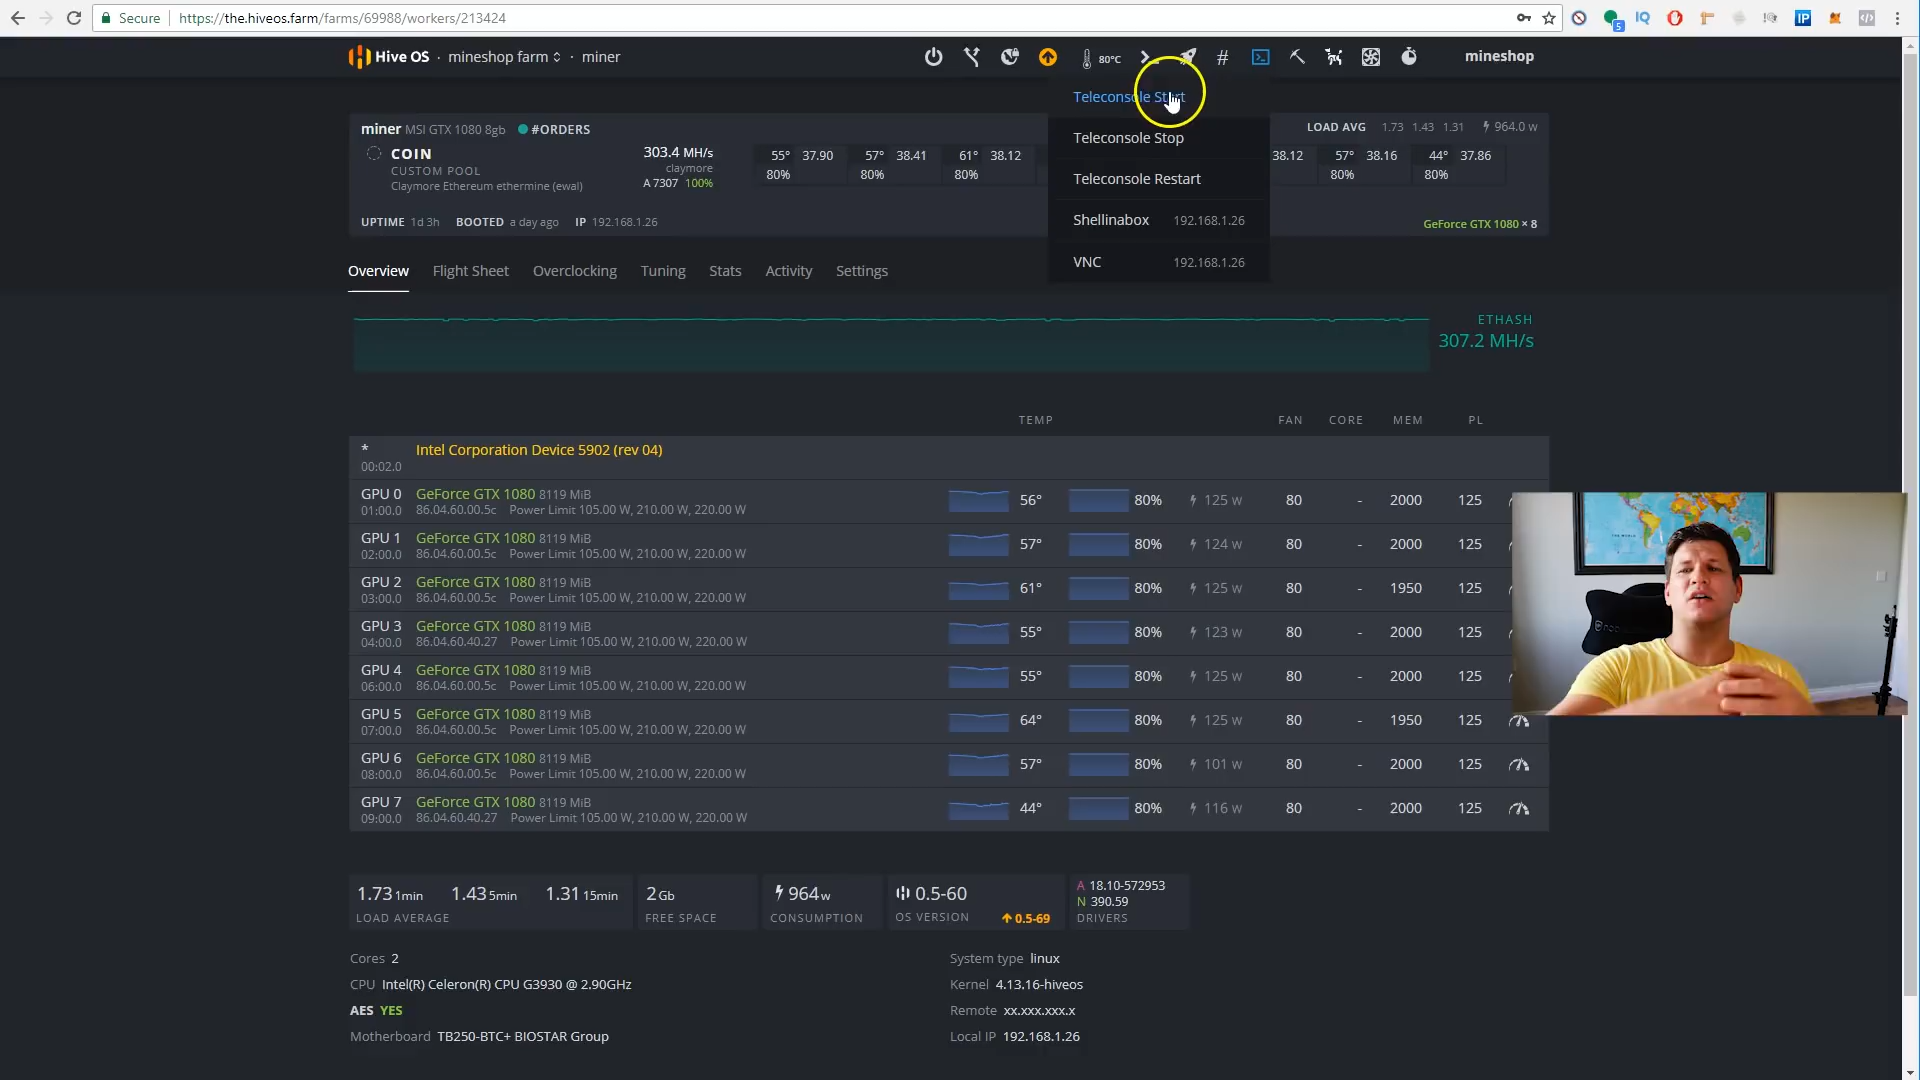 Secure https://the.hiveos.farm/farms/69988/workers/213424
5 IQ IP
Hive OS · mineshop farm · miner
80°C # mineshop
Teleconsole Start
Teleconsole Stop
Teleconsole Restart
Shellinabox 192.168.1.26
VNC 192.168.1.26
miner MSI GTX 1080 8gb #ORDERS
LOAD AVG 1.73 1.43 1.31 964.0 w
COIN
CUSTOM POOL
Claymore Ethereum ethermine (ewal)
303.4 MH/s
claymore
A 7307 100%
55° 37.90 57° 38.41 61° 38.12 38.12 57° 38.16 44° 37.86
80% 80% 80% 80% 80%
UPTIME 1d 3h BOOTED a day ago IP 192.168.1.26
GeForce GTX 1080 × 8
Overview Flight Sheet Overclocking Tuning Stats Activity Settings
ETHASH
307.2 MH/s
TEMP FAN CORE MEM PL
* Intel Corporation Device 5902 (rev 04)
00:02.0
GPU 0 GeForce GTX 1080 8119 MiB 56° 80% 125 w 80 - 2000 125
01:00.0 86.04.60.00.5c Power Limit 105.00 W, 210.00 W, 220.00 W
GPU 1 GeForce GTX 1080 8119 MiB 57° 80% 124 w 80 - 2000 125
02:00.0 86.04.60.00.5c Power Limit 105.00 W, 210.00 W, 220.00 W
GPU 2 GeForce GTX 1080 8119 MiB 61° 80% 125 w 80 - 1950 125
03:00.0 86.04.60.00.5c Power Limit 105.00 W, 210.00 W, 220.00 W
GPU 3 GeForce GTX 1080 8119 MiB 55° 80% 123 w 80 - 2000 125
04:00.0 86.04.60.40.27 Power Limit 105.00 W, 210.00 W, 220.00 W
GPU 4 GeForce GTX 1080 8119 MiB 55° 80% 125 w 80 - 2000 125
06:00.0 86.04.60.00.5c Power Limit 105.00 W, 210.00 W, 220.00 W
GPU 5 GeForce GTX 1080 8119 MiB 64° 80% 125 w 80 - 1950 125
07:00.0 86.04.60.00.5c Power Limit 105.00 W, 210.00 W, 220.00 W
GPU 6 GeForce GTX 1080 8119 MiB 57° 80% 101 w 80 - 2000 125
08:00.0 86.04.60.00.5c Power Limit 105.00 W, 210.00 W, 220.00 W
GPU 7 GeForce GTX 1080 8119 MiB 44° 80% 116 w 80 - 2000 125
09:00.0 86.04.60.40.27 Power Limit 105.00 W, 210.00 W, 220.00 W
1.73 1min 1.43 5min 1.31 15min
LOAD AVERAGE
2 Gb
FREE SPACE
964 w
CONSUMPTION
0.5-60
OS VERSION 0.5-69
A 18.10-572953
N 390.59
DRIVERS
Cores 2
CPU Intel(R) Celeron(R) CPU G3930 @ 2.90GHz
AES YES
Motherboard TB250-BTC+ BIOSTAR Group
System type linux
Kernel 4.13.16-hiveos
Remote xx.xxx.xxx.x
Local IP 192.168.1.26